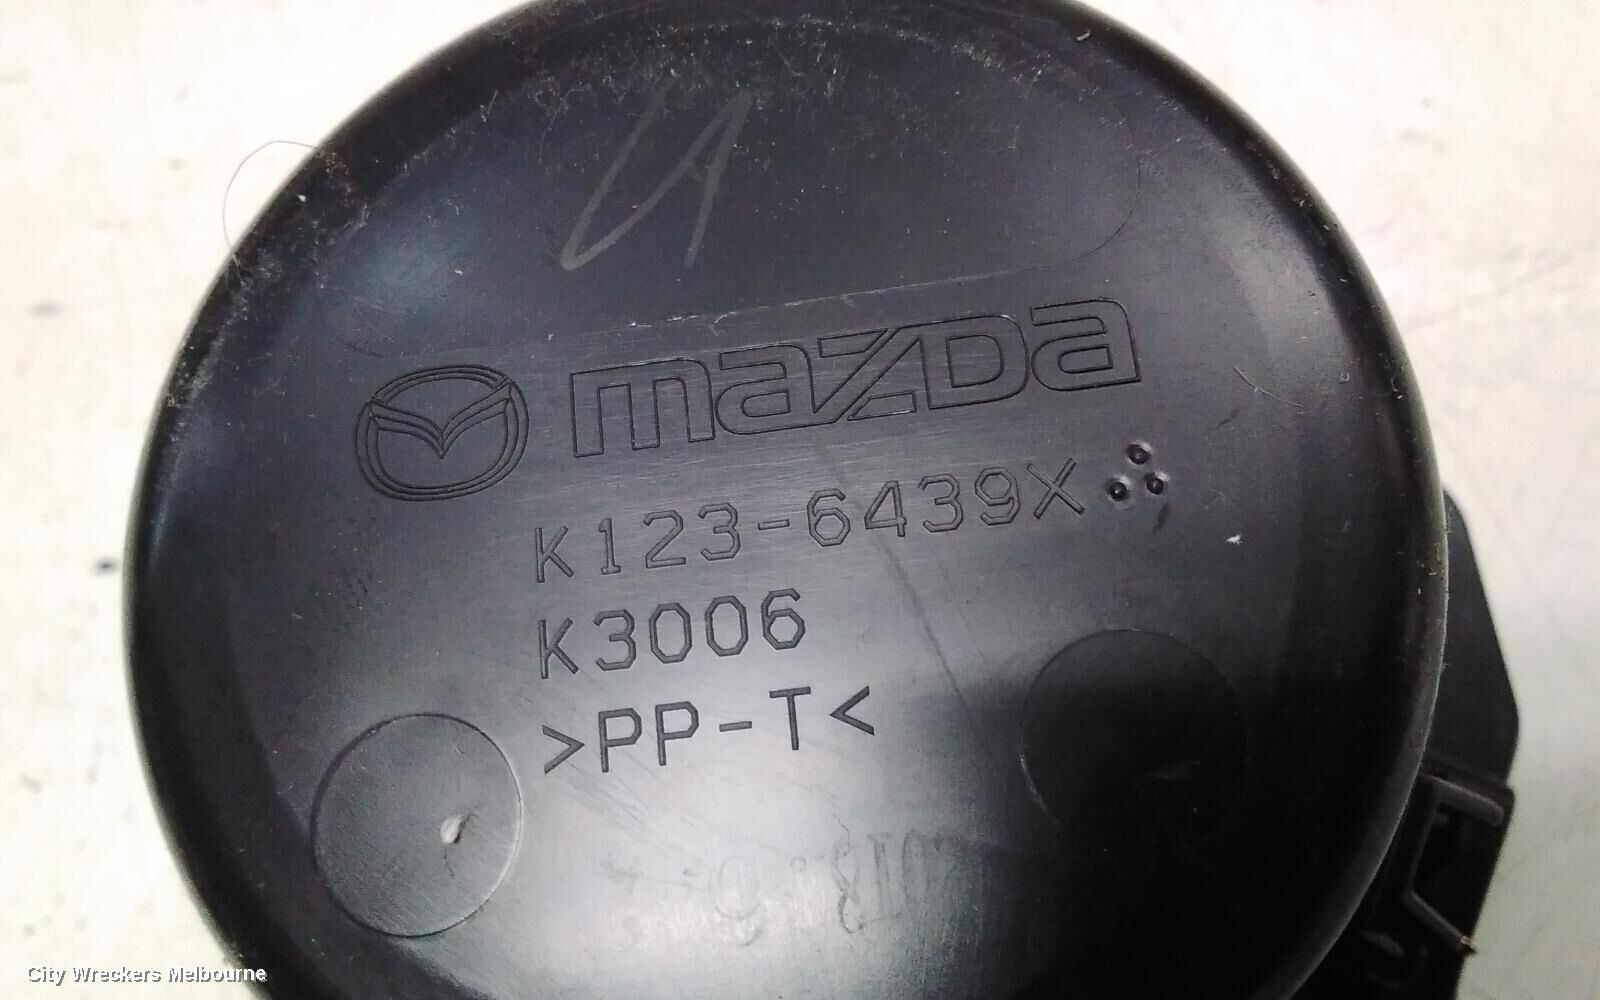 mazda
K123-6439X
K3006
>PP-T<
City Wreckers Melbourne